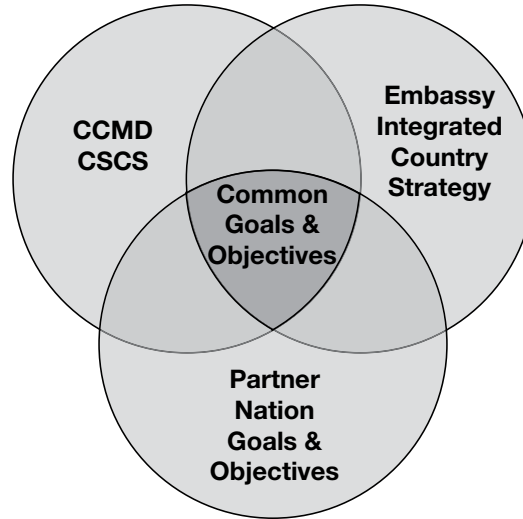 CCMD
CSCS
Embassy
Integrated
Country
Strategy
Common
Goals &
Objectives
Partner
Nation
Goals &
Objectives